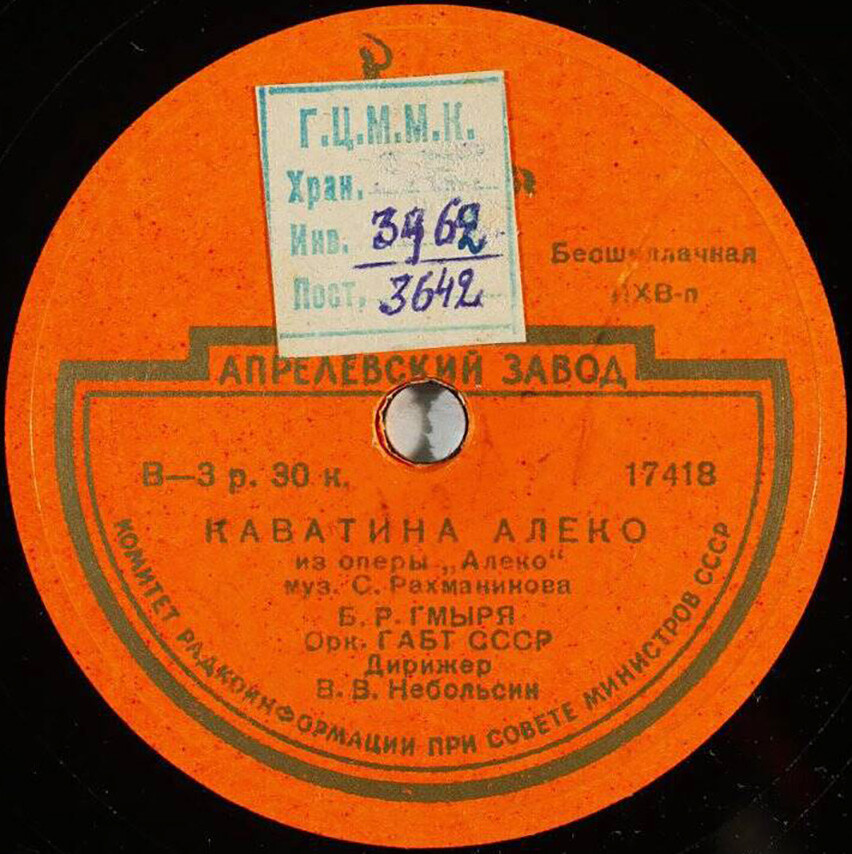 Г.Ц.М.М.К.
Хран.
Инв. 3962
Пост. 3642
Бесшеллачная
ПХВ-п
АПРЕЛЕВСКИЙ ЗАВОД
В—3 р. 30 к. 17418
КАВАТИНА АЛЕКО
из оперы „Алеко“
муз. С. Рахманинова
Б. Р. ГМЫРЯ
Орк. ГАБТ СССР
Дирижер
В. В. Небольсин
КОМИТЕТ РАДИОИНФОРМАЦИИ ПРИ СОВЕТЕ МИНИСТРОВ СССР